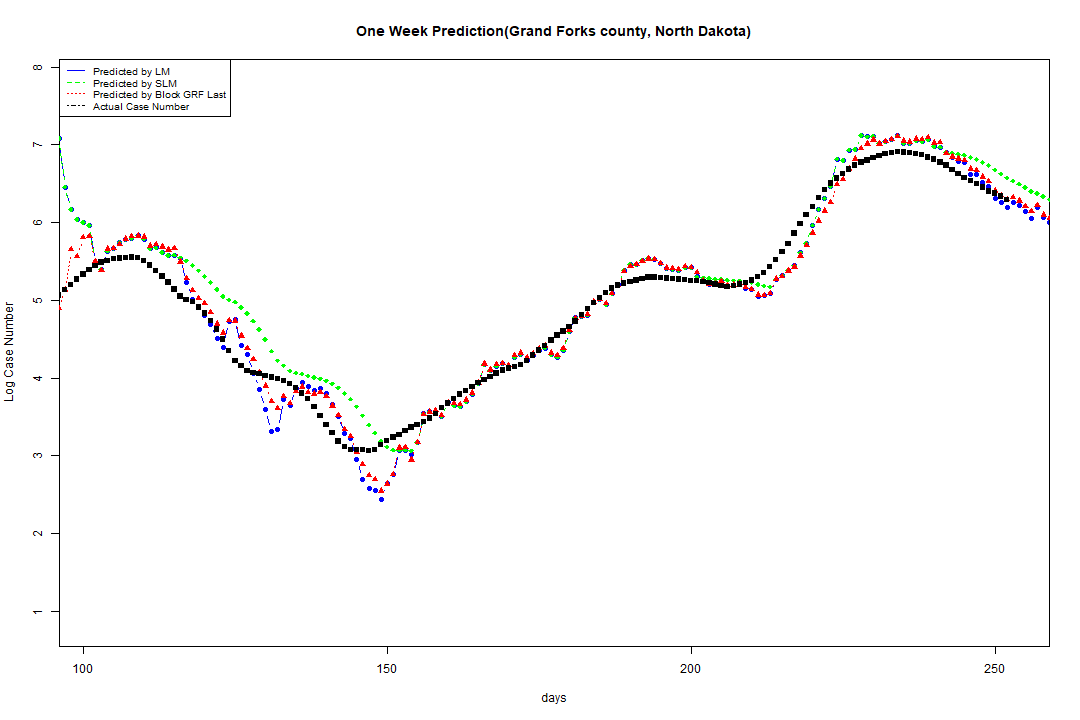 One Week Prediction(Grand Forks county, North Dakota)
Predicted by LM
Predicted by SLM
Predicted by Block GRF Last
Actual Case Number
8
7
6
5
4
3
2
1
Log Case Number
100 150 200 250
days